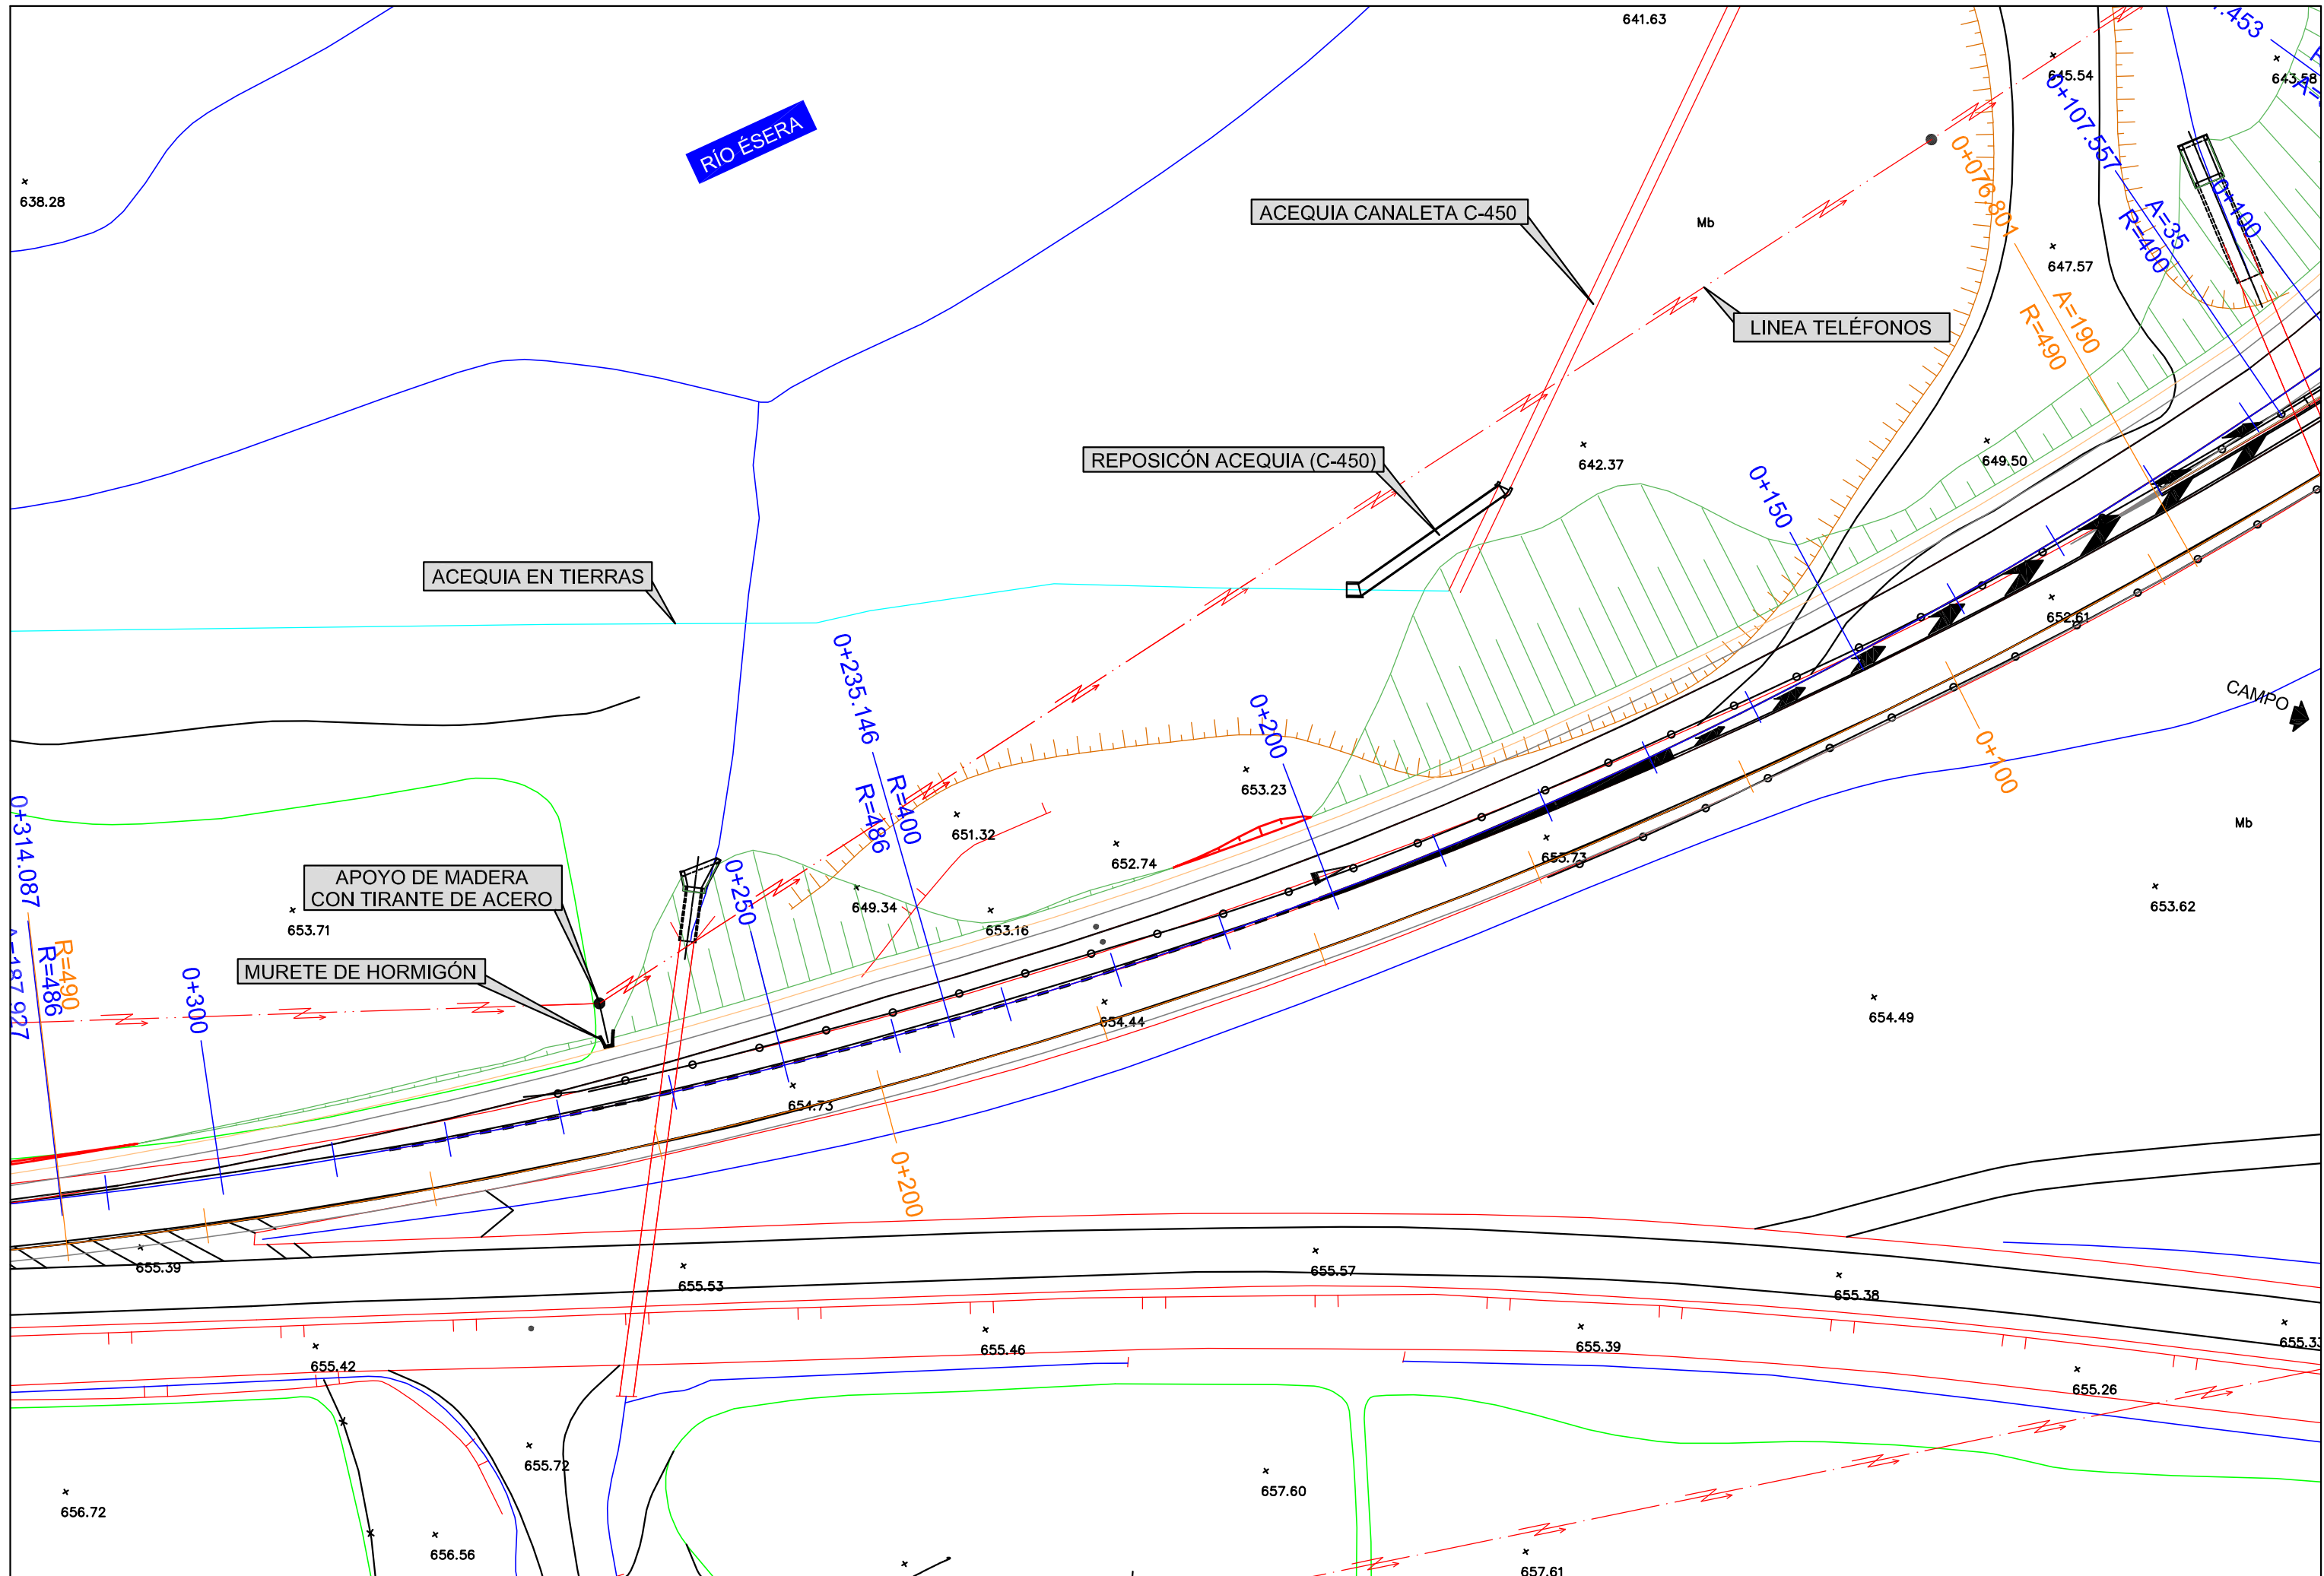 641.63
1.453
645.54
643.58
A=
0+107.557
RÍO ÉSERA
638.28
ACEQUIA CANALETA C-450
Mb
0+076.801
A=35
R=400
0+100
647.57
LINEA TELÉFONOS
A=190
R=490
REPOSICÓN ACEQUIA (C-450)
642.37
649.50
0+150
ACEQUIA EN TIERRAS
652.61
0+235.146
R=400
R=486
0+200
CAMPO
653.23
0+100
0+314.087
R=486
A=187.927
R=490
651.32
Mb
652.74
653.73
APOYO DE MADERA
CON TIRANTE DE ACERO
0+250
649.34
653.71
653.16
653.62
MURETE DE HORMIGÓN
0+300
654.44
654.49
654.73
0+200
655.39
655.53
655.57
655.38
655.42
655.46
655.39
655.33
655.26
655.72
657.60
656.72
656.56
657.61